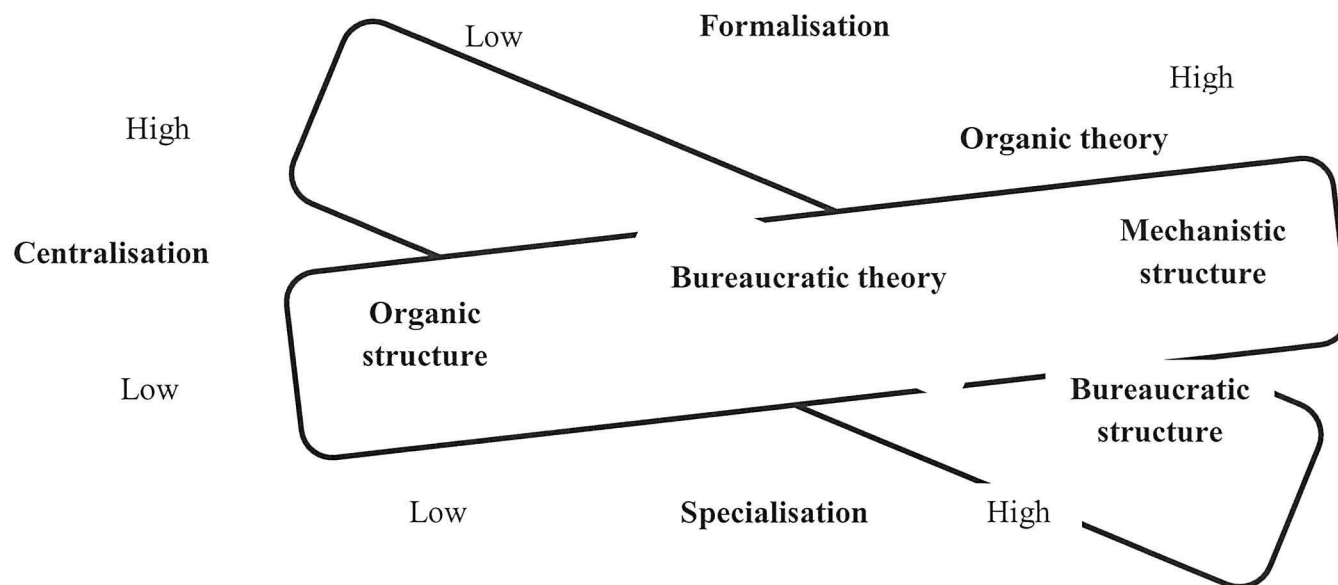 Low
Formalisation
High
High
Organic theory
Centralisation
Mechanistic
structure
Bureaucratic theory
Organic
structure
Low
Bureaucratic
structure
Low
Specialisation
High